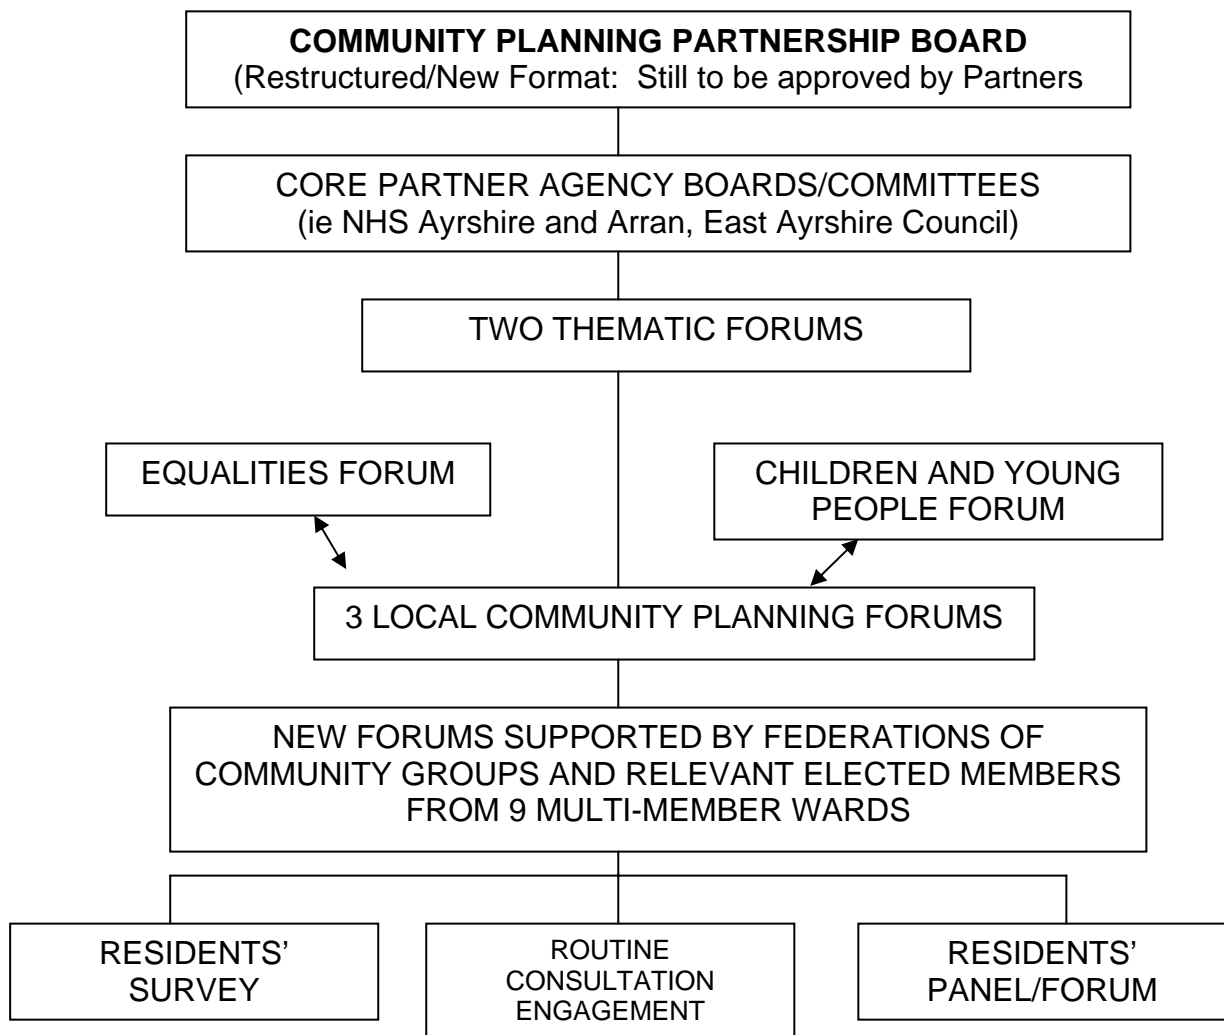 COMMUNITY PLANNING PARTNERSHIP BOARD
(Restructured/New Format:  Still to be approved by Partners
CORE PARTNER AGENCY BOARDS/COMMITTEES
(ie NHS Ayrshire and Arran, East Ayrshire Council)
TWO THEMATIC FORUMS
EQUALITIES FORUM
CHILDREN AND YOUNG
PEOPLE FORUM
3 LOCAL COMMUNITY PLANNING FORUMS
NEW FORUMS SUPPORTED BY FEDERATIONS OF
COMMUNITY GROUPS AND RELEVANT ELECTED MEMBERS
FROM 9 MULTI-MEMBER WARDS
RESIDENTS’
SURVEY
ROUTINE
CONSULTATION
ENGAGEMENT
RESIDENTS’
PANEL/FORUM